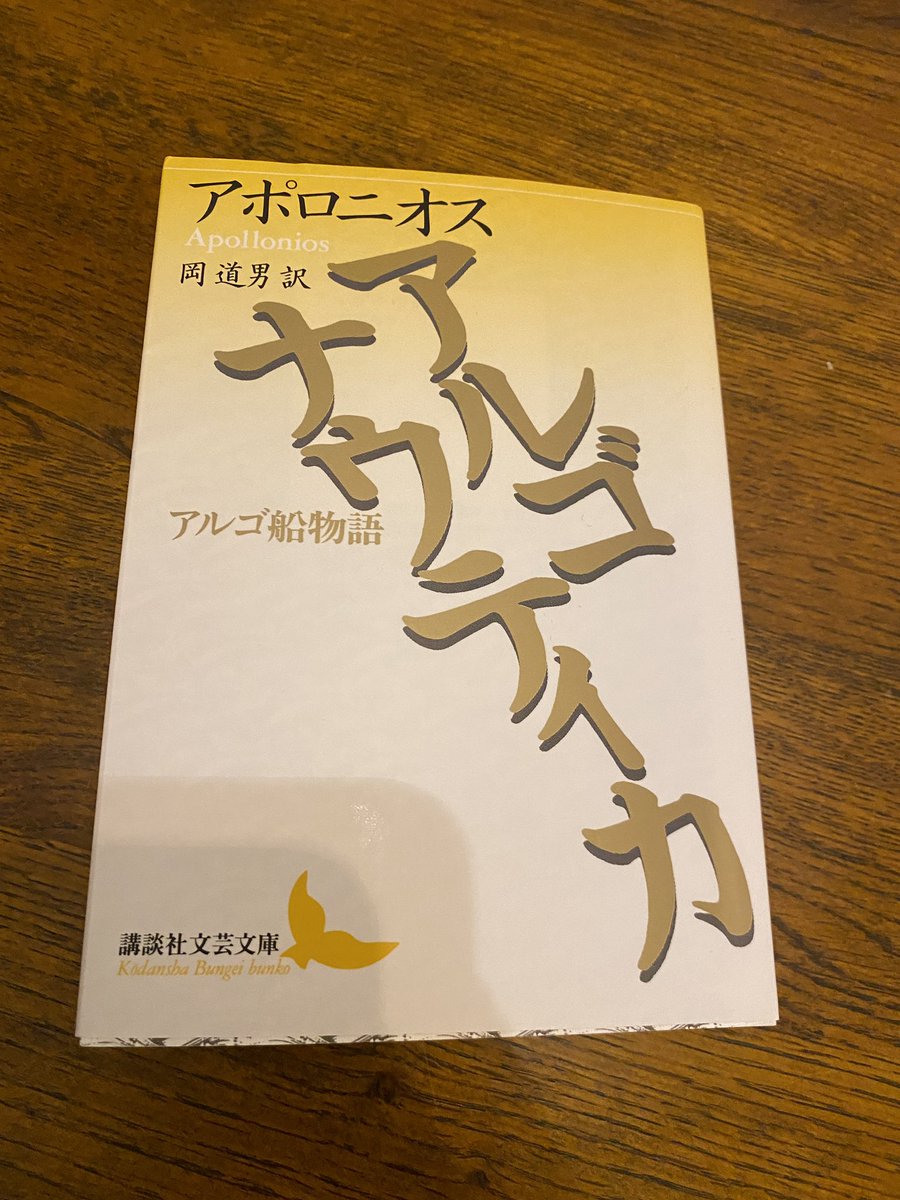 アポロニオス
Apollonios
岡道男訳
アルゴ
ナウティカ
アルゴ船物語
講談社文芸文庫
Kōdansha Bungei bunko